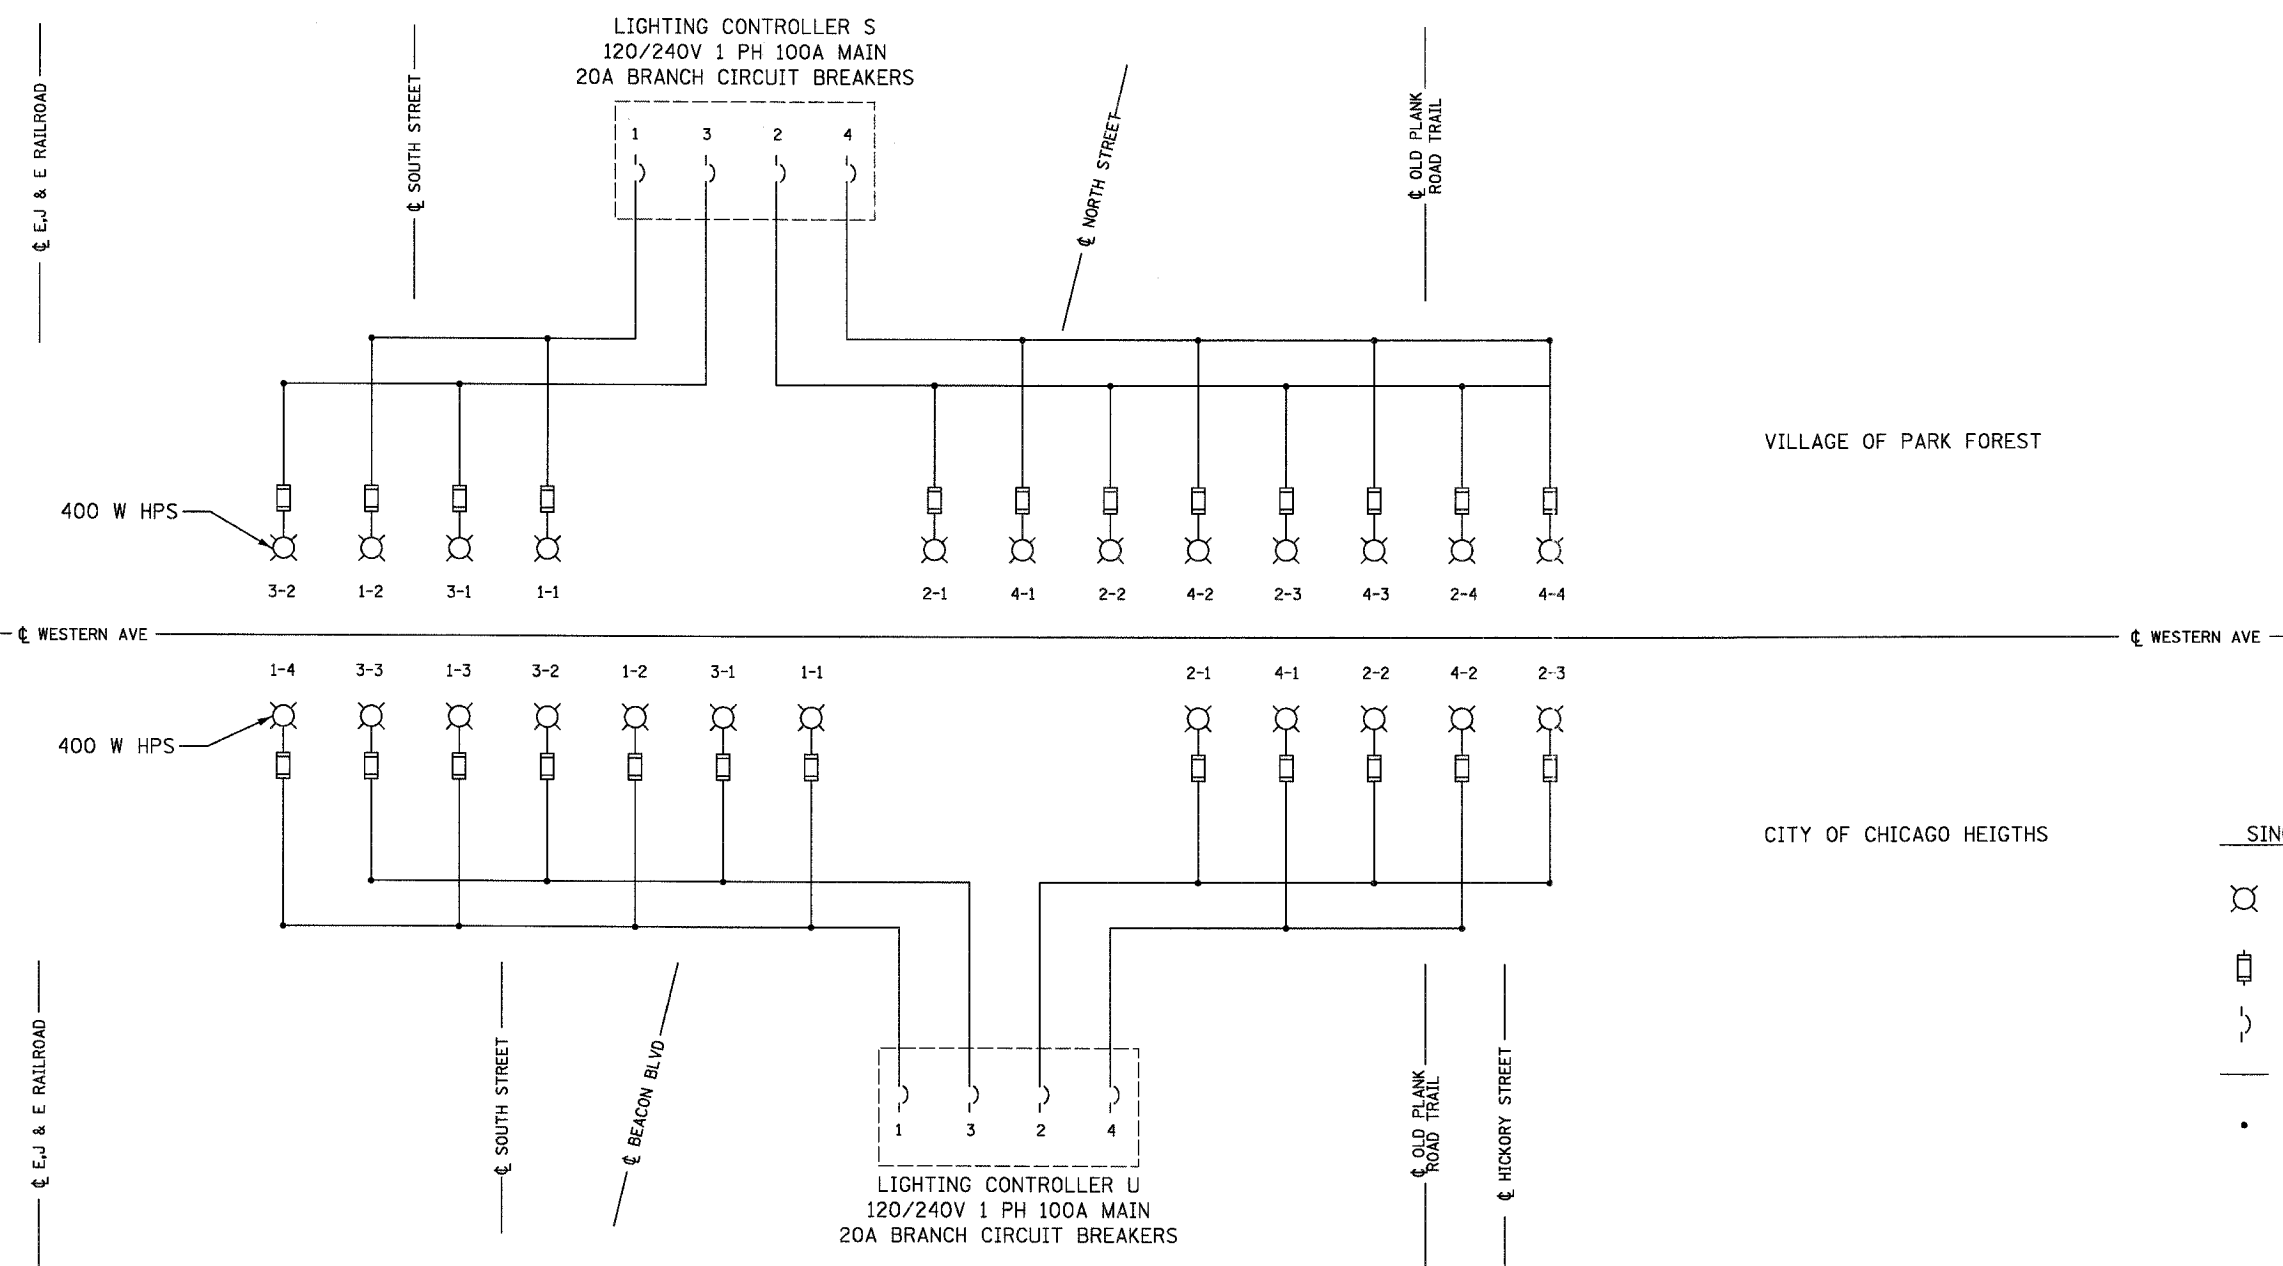 LIGHTING CONTROLLER S
120/240V 1 PH 100A MAIN
20A BRANCH CIRCUIT BREAKERS
1 3 2 4
℄ E,J & E RAILROAD
℄ SOUTH STREET
℄ NORTH STREET
℄ OLD PLANK
ROAD TRAIL
VILLAGE OF PARK FOREST
400 W HPS
3-2 1-2 3-1 1-1 2-1 4-1 2-2 4-2 2-3 4-3 2-4 4-4
℄ WESTERN AVE ℄ WESTERN AVE
1-4 3-3 1-3 3-2 1-2 3-1 1-1 2-1 4-1 2-2 4-2 2-3
400 W HPS
CITY OF CHICAGO HEIGTHS
℄ E,J & E RAILROAD
℄ SOUTH STREET
℄ BEACON BLVD
℄ OLD PLANK
ROAD TRAIL
℄ HICKORY STREET
1 3 2 4
LIGHTING CONTROLLER U
120/240V 1 PH 100A MAIN
20A BRANCH CIRCUIT BREAKERS